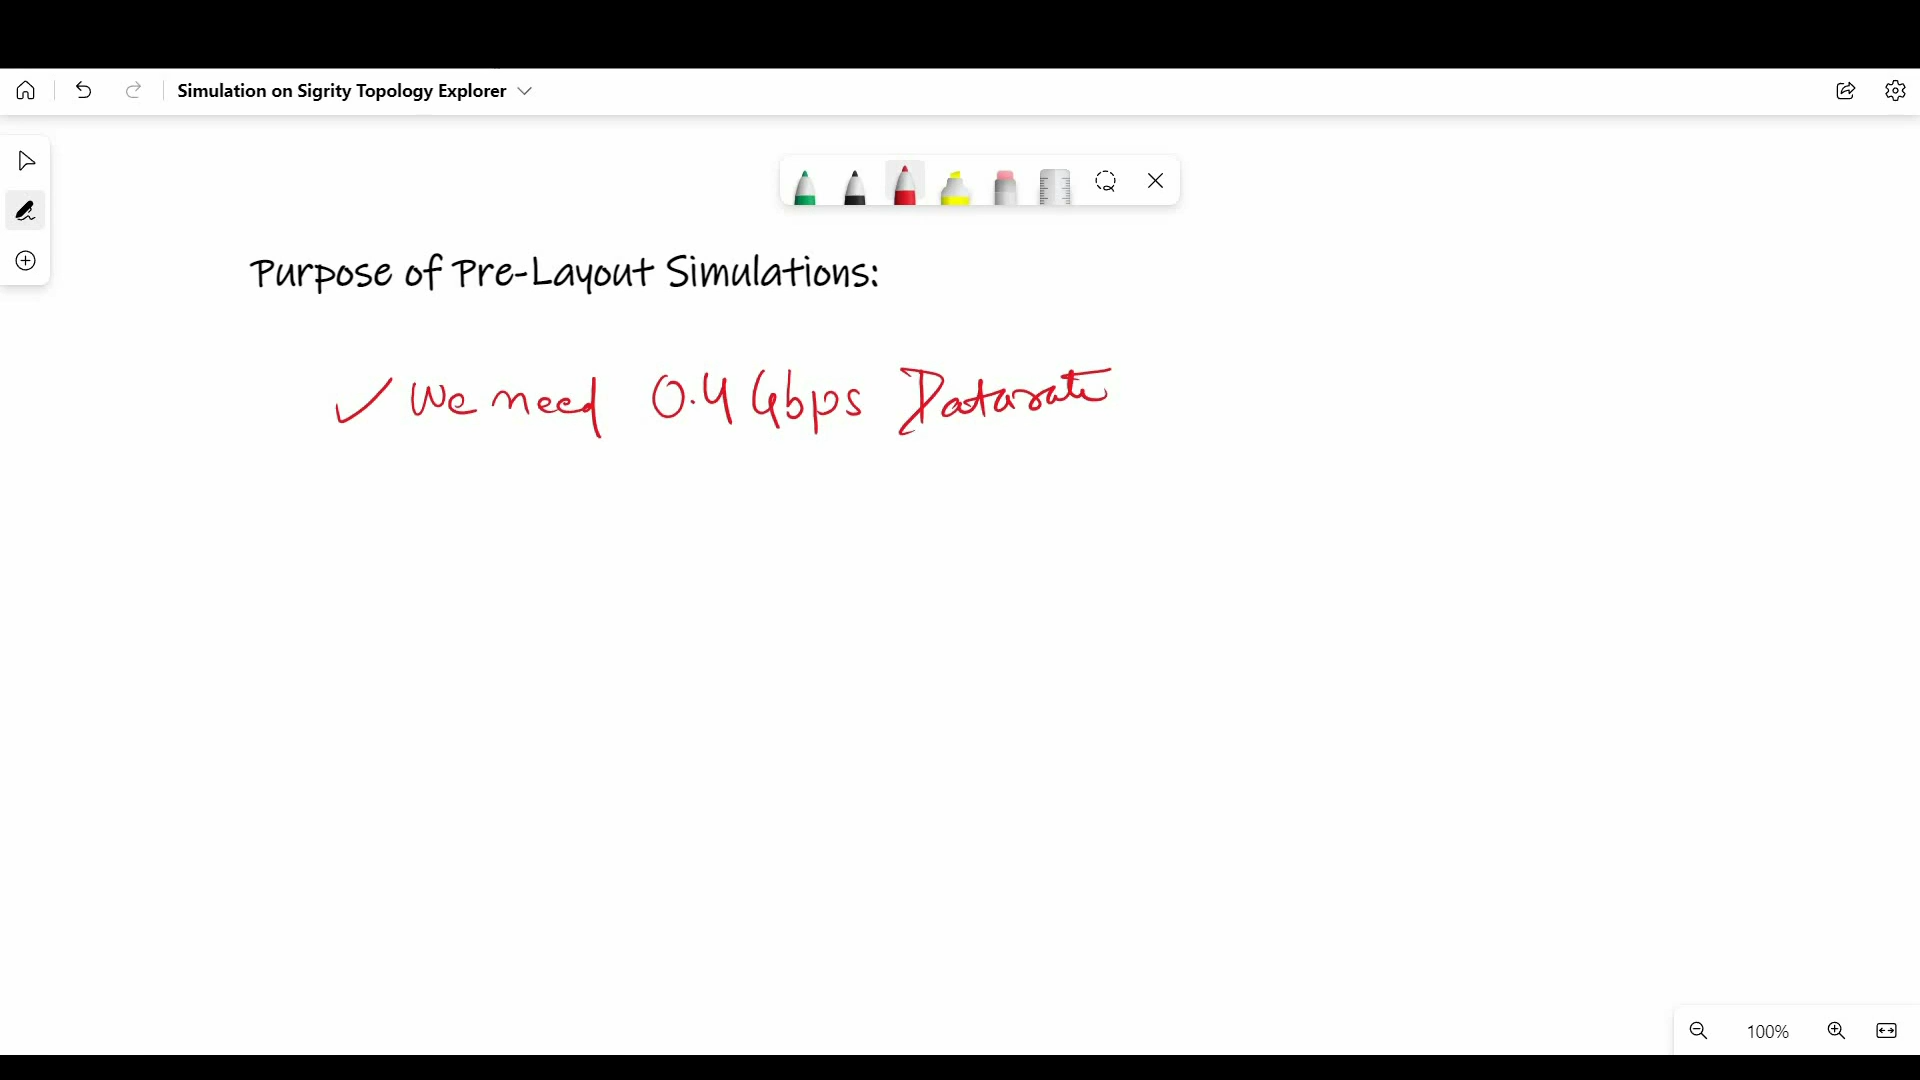 Simulation on Sigrity Topology Explorer
Purpose of Pre-Layout Simulations:
✓ We need 0.4 Gbps Datarate
100%